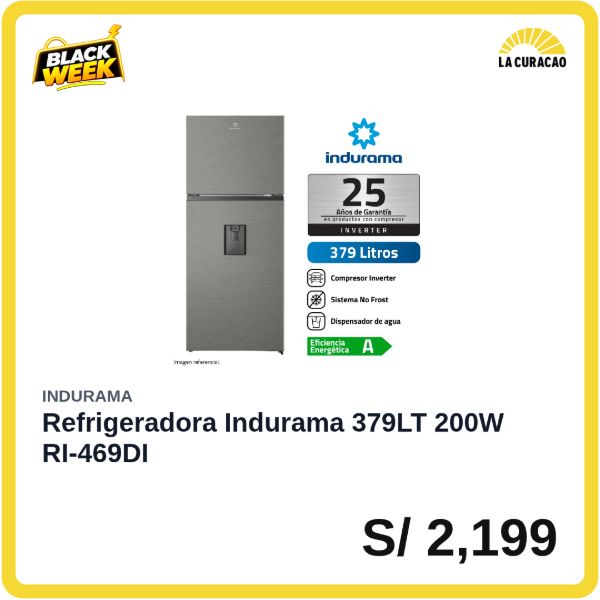 BLACK
WEEK
LA CURACAO
indurama
25
Años de Garantía
en productos con compresor
INVERTER
379 Litros
Compresor Inverter
Sistema No Frost
Dispensador de agua
Eficiencia
Energética
A
Imagen referencial.
INDURAMA
Refrigeradora Indurama 379LT 200W
RI-469DI
S/ 2,199